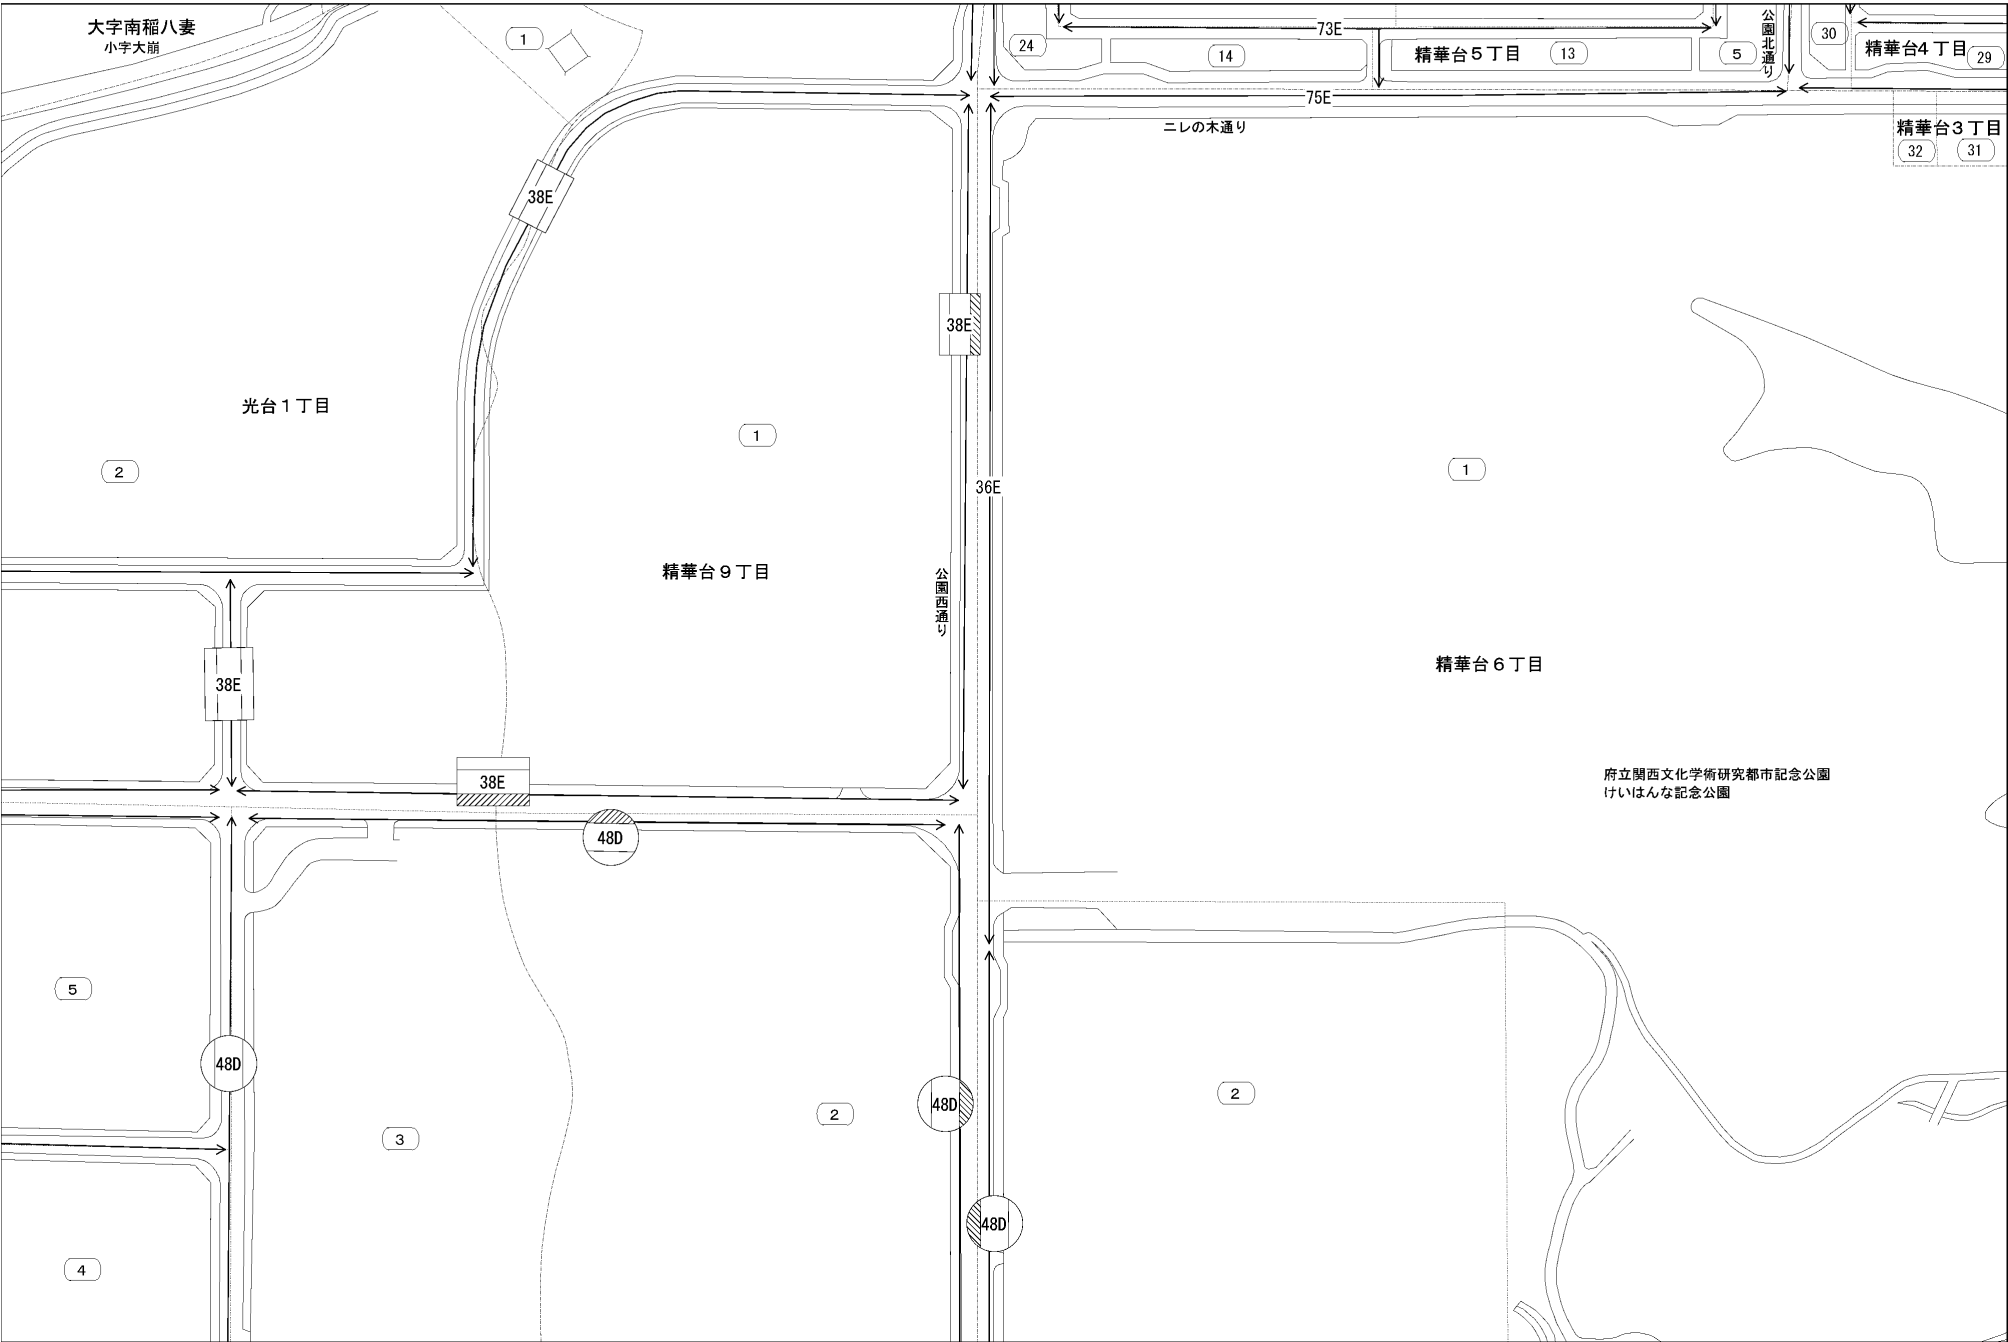 大字南稲八妻
小字大崩
1
24
73E
14
精華台5丁目
13
5
公園北通り
30
精華台4丁目
29
75E
ニレの木通り
精華台3丁目
32
31
38E
38E
光台1丁目
1
2
1
36E
精華台9丁目
公園西通り
精華台6丁目
38E
38E
府立関西文化学術研究都市記念公園
けいはんな記念公園
48D
5
48D
48D
2
2
3
48D
4